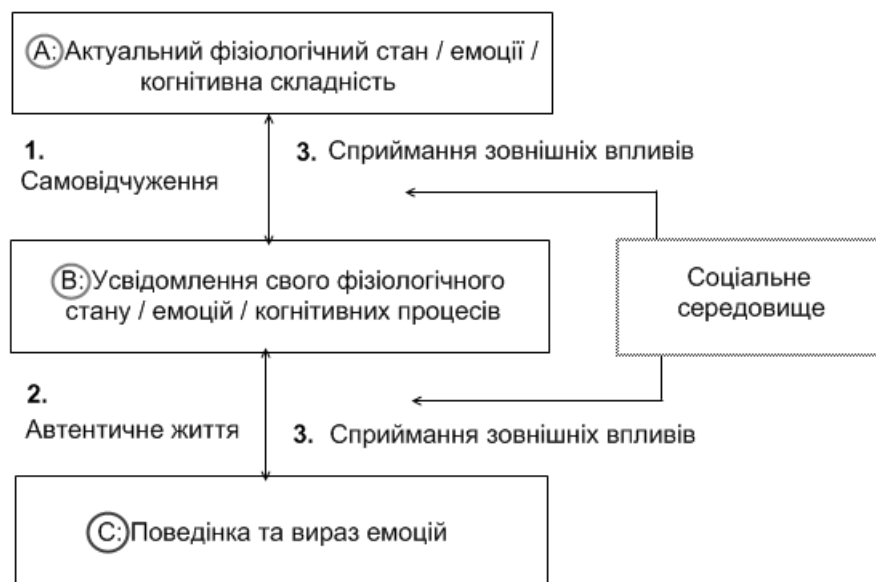 A: Актуальний фізіологічний стан / емоції /
когнітивна складність
1.
Самовідчуження
3. Сприймання зовнішніх впливів
B: Усвідомлення свого фізіологічного
стану / емоцій / когнітивних процесів
Соціальне
середовище
2.
Автентичне життя
3. Сприймання зовнішніх впливів
C: Поведінка та вираз емоцій